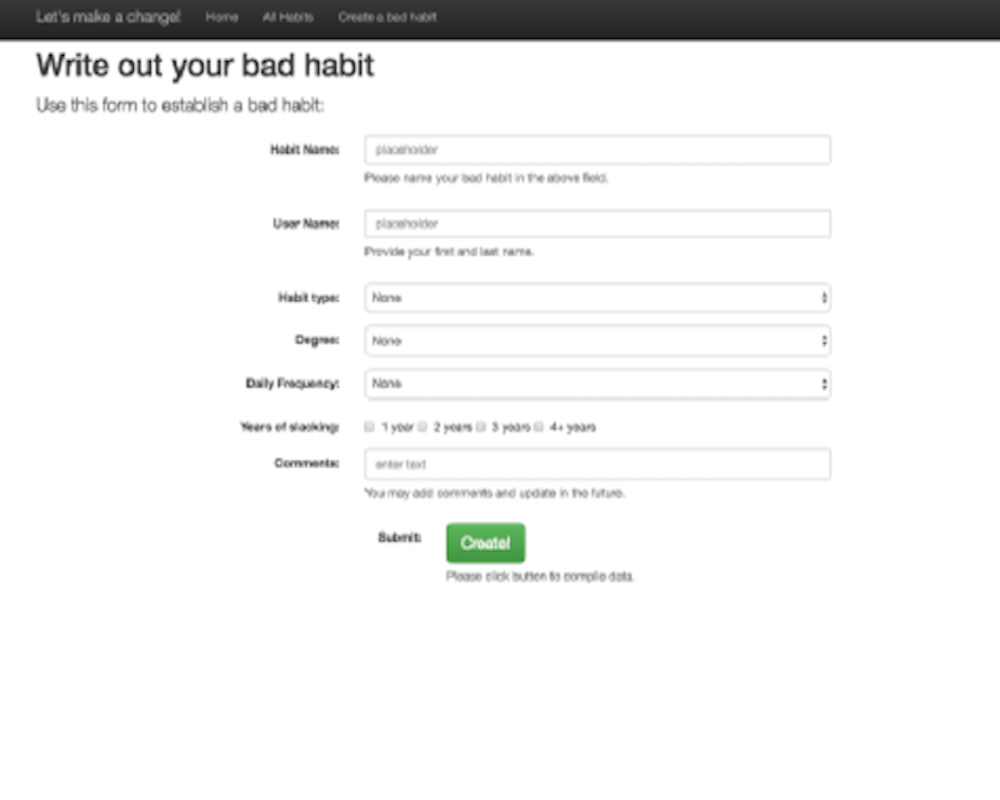 Let's make a change! Home All Habits Create a bad habit
Write out your bad habit
Use this form to establish a bad habit:
Habit Name: placeholder
Please name your bad habit in the above field.
User Name: placeholder
Provide your first and last name.
Habit type: None
Degree: None
Daily Frequency: None
Years of slacking: 1 year 2 years 3 years 4+ years
Comments: enter text
You may add comments and update in the future.
Submit: Create!
Please click button to compile data.